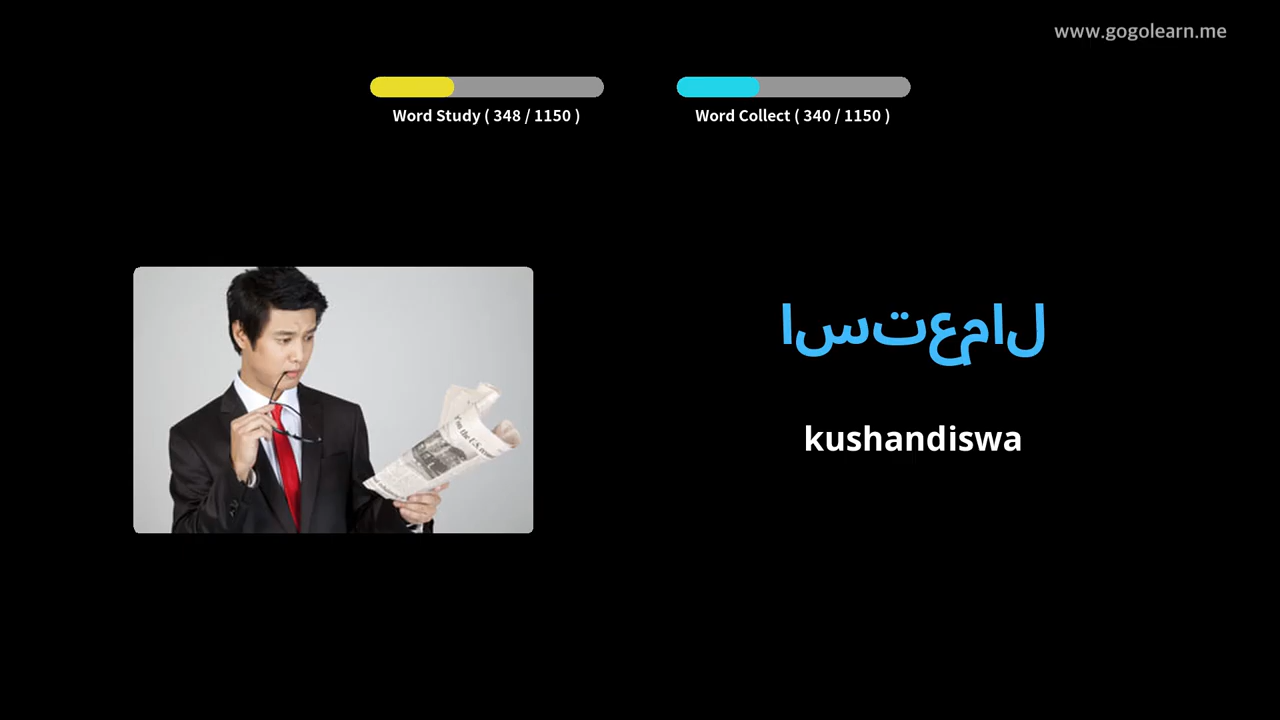 www.gogolearn.me
Word Study ( 348 / 1150 )
Word Collect ( 340 / 1150 )
استعمال
kushandiswa